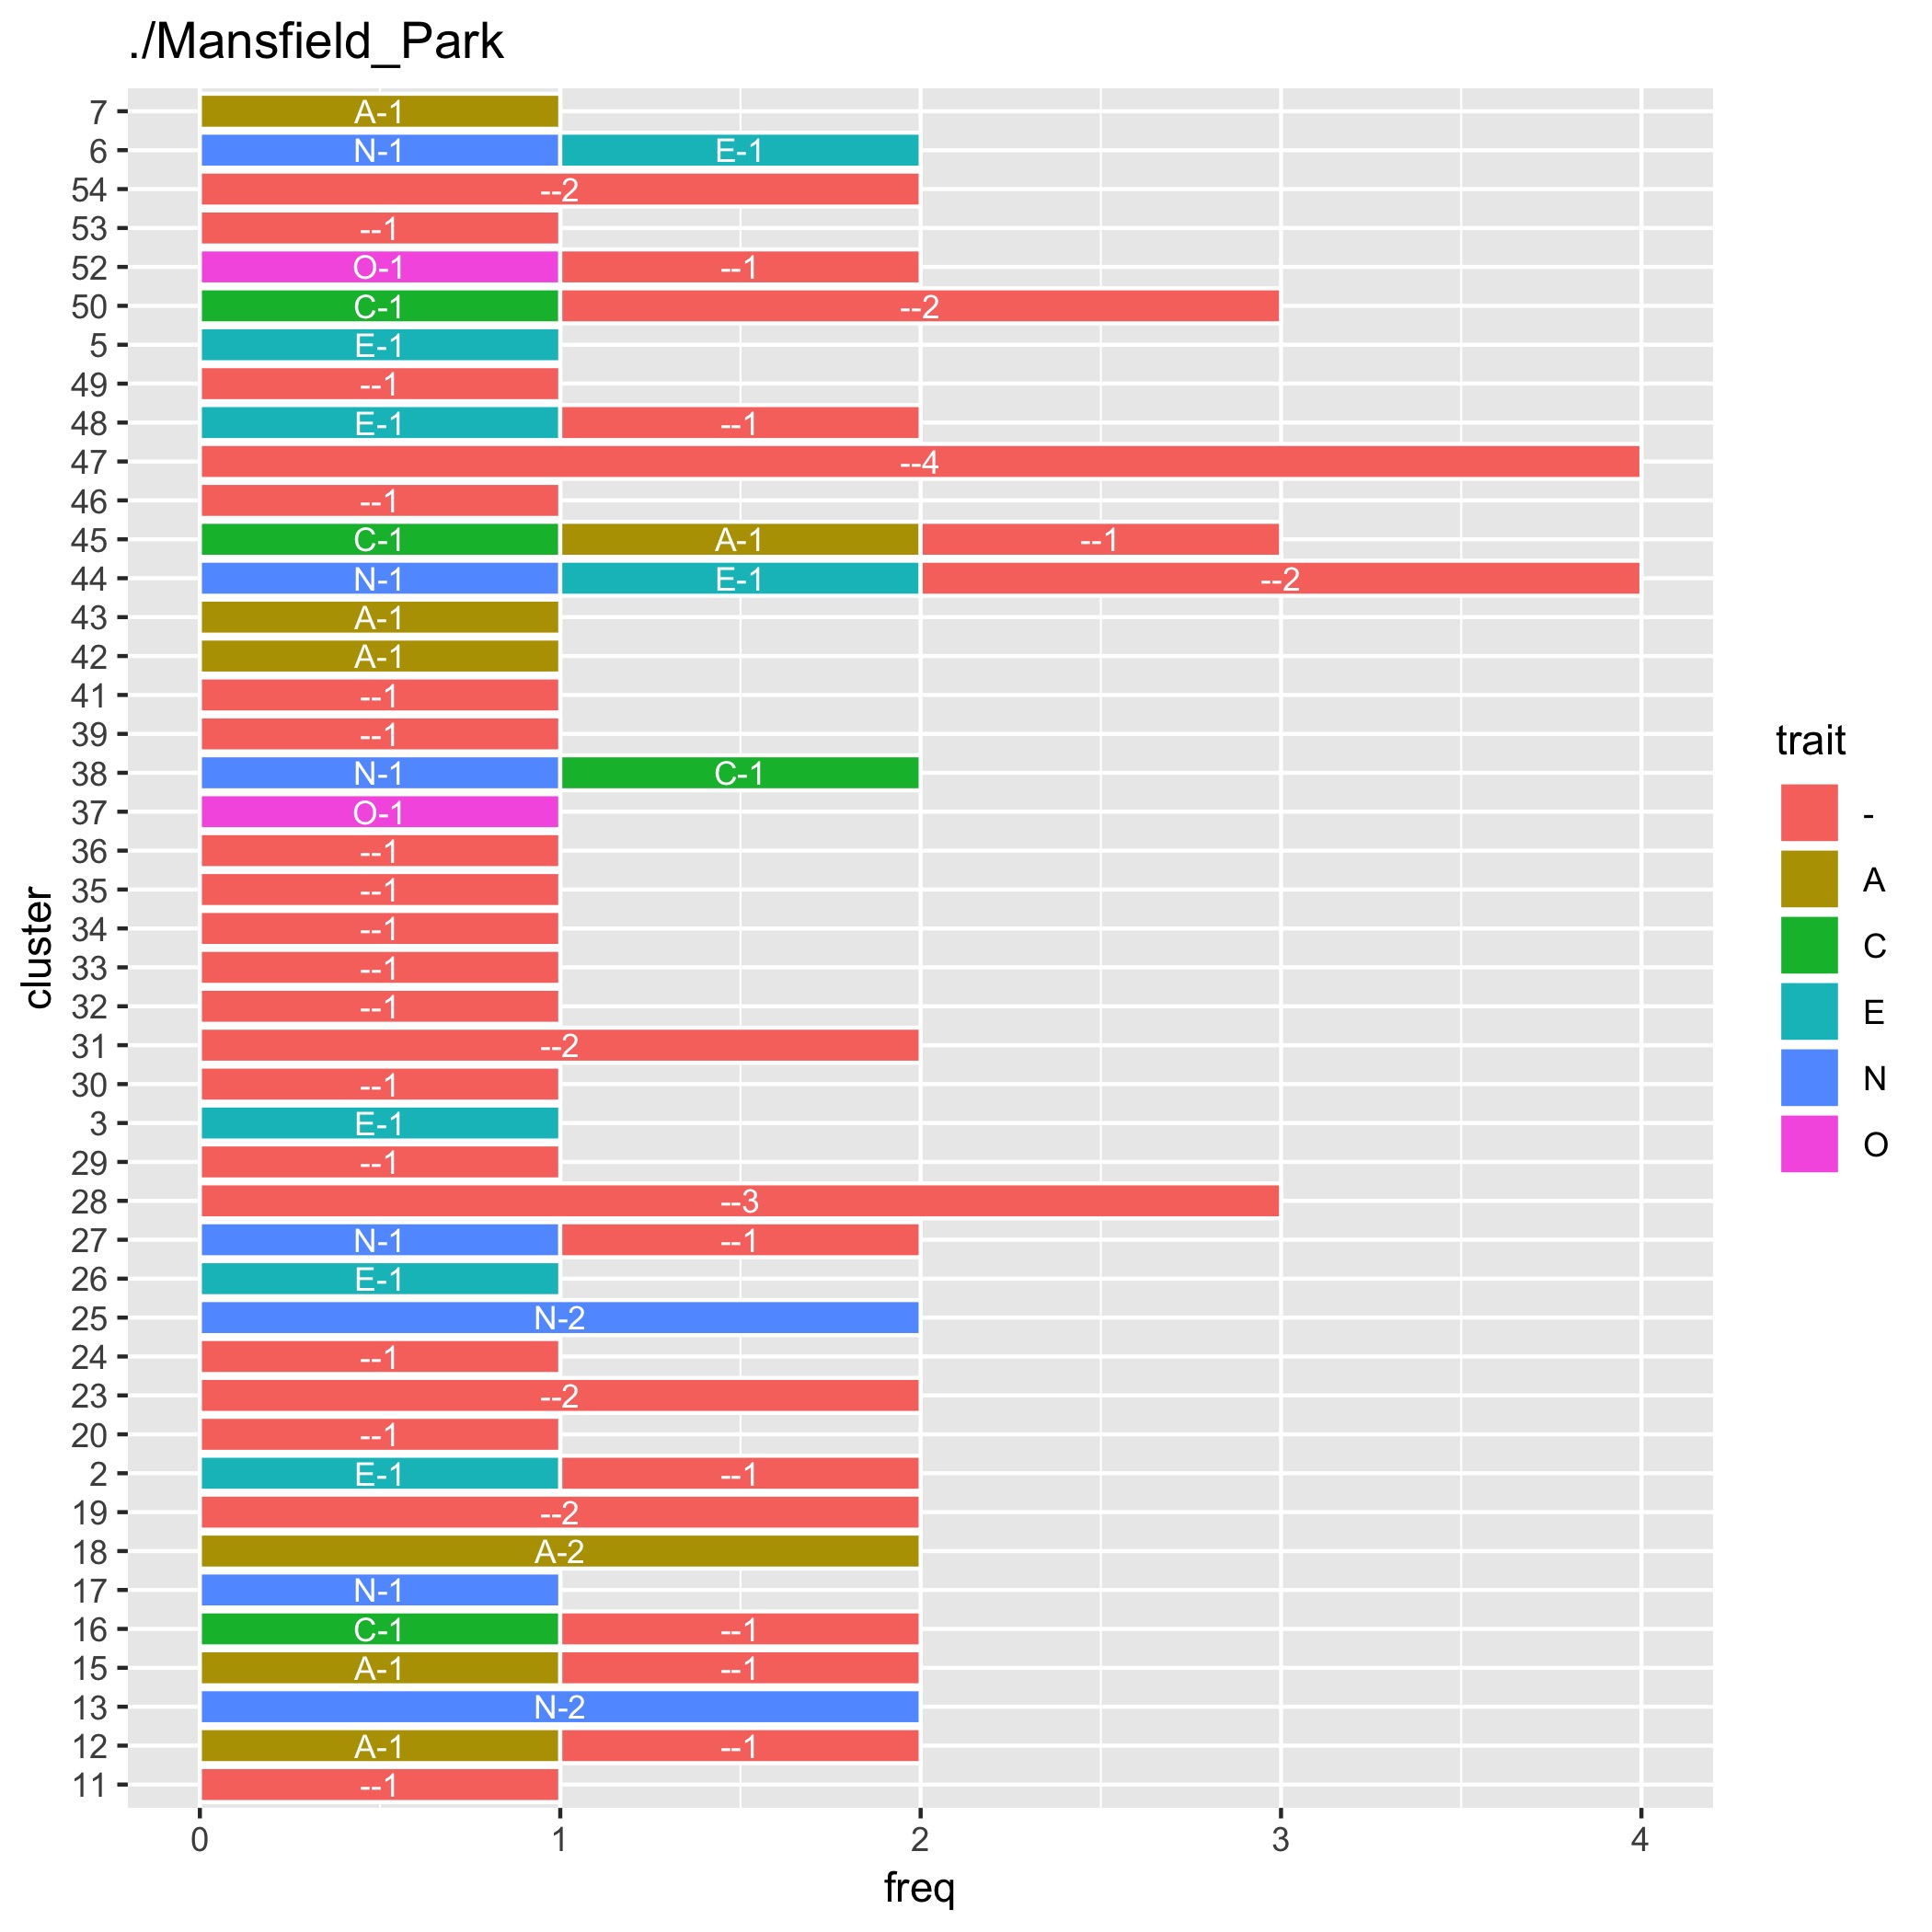 ./Mansfield_Park
7 A-1
6 N-1 E-1
54 --2
53 --1
52 O-1 --1
50 C-1 --2
5 E-1
49 --1
48 E-1 --1
47 --4
46 --1
45 C-1 A-1 --1
44 N-1 E-1 --2
43 A-1
42 A-1
41 --1
39 --1
38 N-1 C-1
37 O-1
36 --1
35 --1
34 --1
33 --1
32 --1
31 --2
30 --1
3 E-1
29 --1
28 --3
27 N-1 --1
26 E-1
25 N-2
24 --1
23 --2
20 --1
2 E-1 --1
19 --2
18 A-2
17 N-1
16 C-1 --1
15 A-1 --1
13 N-2
12 A-1 --1
11 --1
0 1 2 3 4
freq
cluster
trait
-
A
C
E
N
O